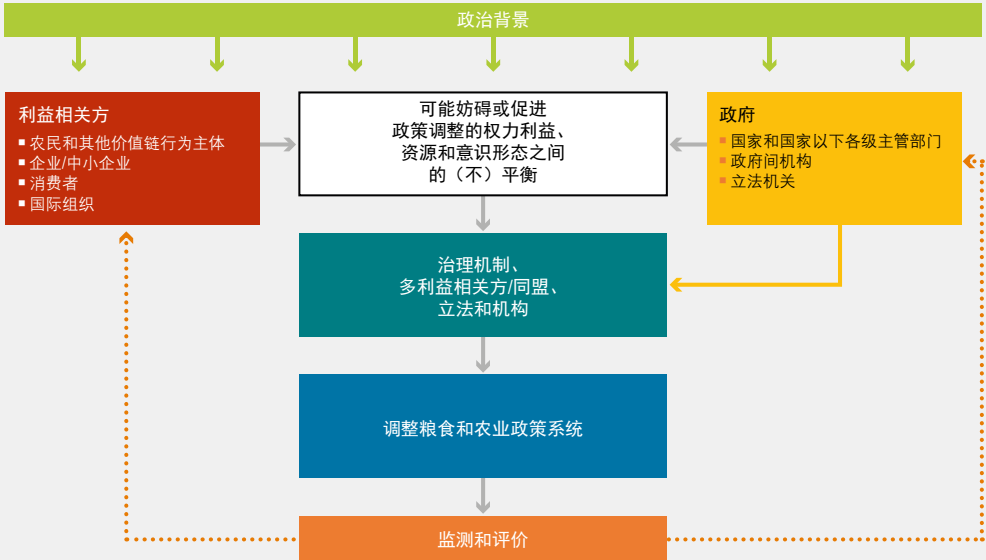 政治背景
利益相关方
▪ 农民和其他价值链行为主体
▪ 企业/中小企业
▪ 消费者
▪ 国际组织
可能妨碍或促进
政策调整的权力利益、
资源和意识形态之间
的（不）平衡
政府
▪ 国家和国家以下各级主管部门
▪ 政府间机构
▪ 立法机关
治理机制、
多利益相关方/同盟、
立法和机构
调整粮食和农业政策系统
监测和评价